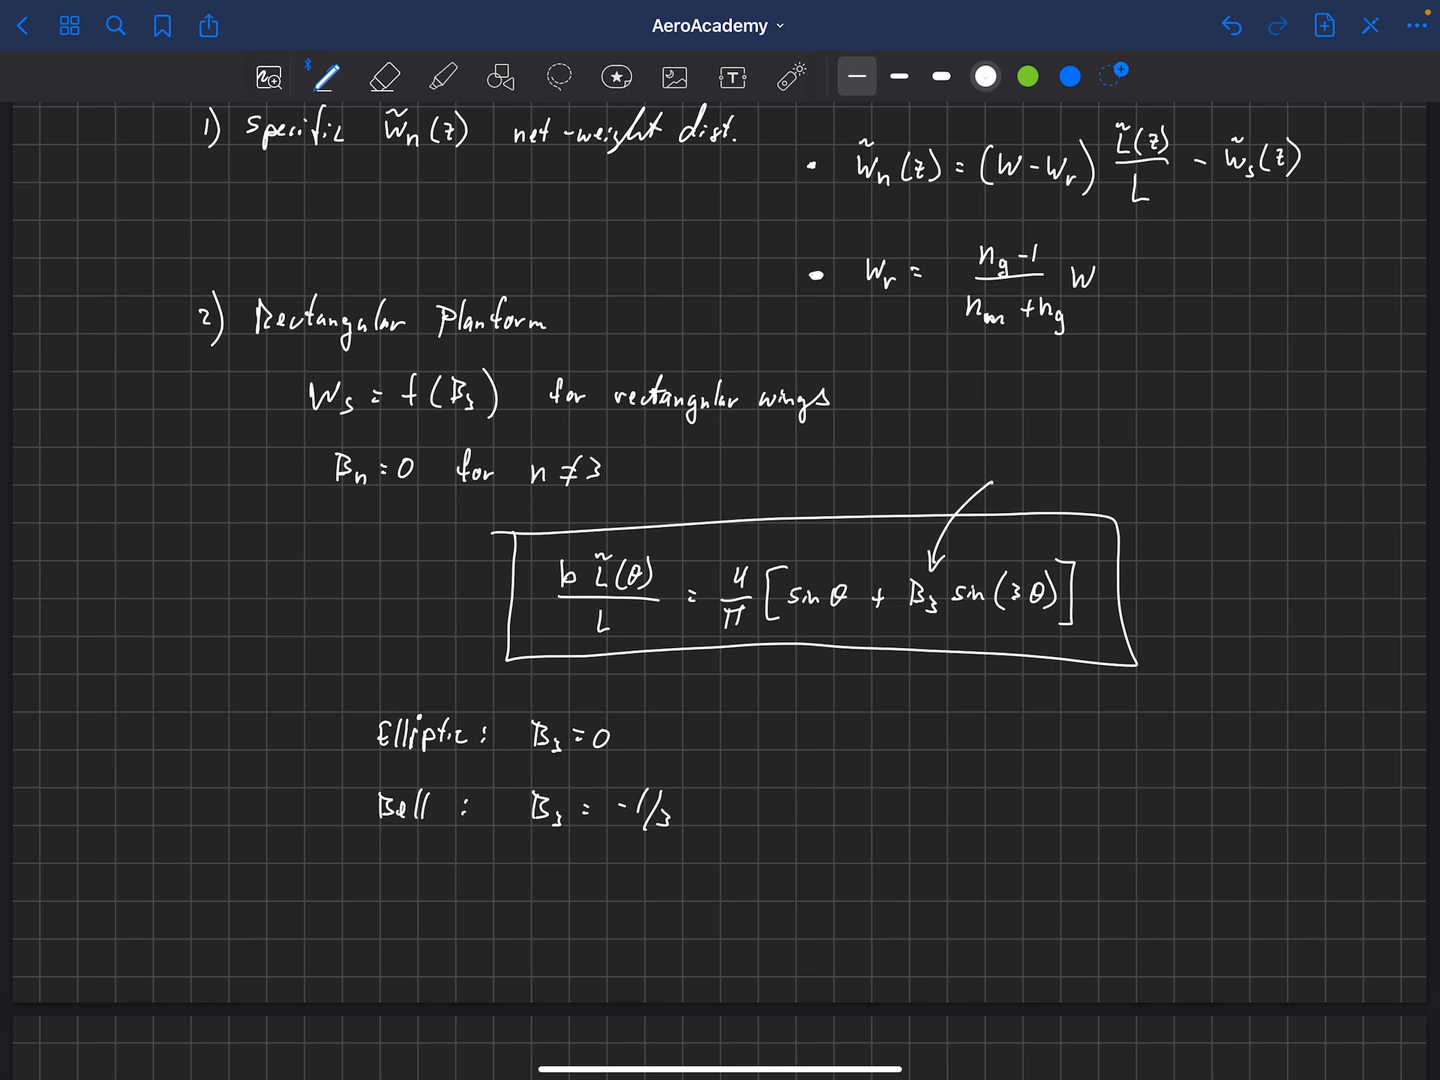 AeroAcademy
1) Specific W̃n(z) net-weight dist.
• W̃n(z) = (W - Wr) L̃(z)/L - W̃s(z)
• Wr = (ng - 1)/(nm + ng) W
2) Rectangular Planform
Ws = f(B3) for rectangular wings
Bn = 0 for n ≠ 3
b L̃(θ)/L = 4/π [sin θ + B3 sin(3θ)]
Elliptic: B3 = 0
Bell: B3 = -1/3